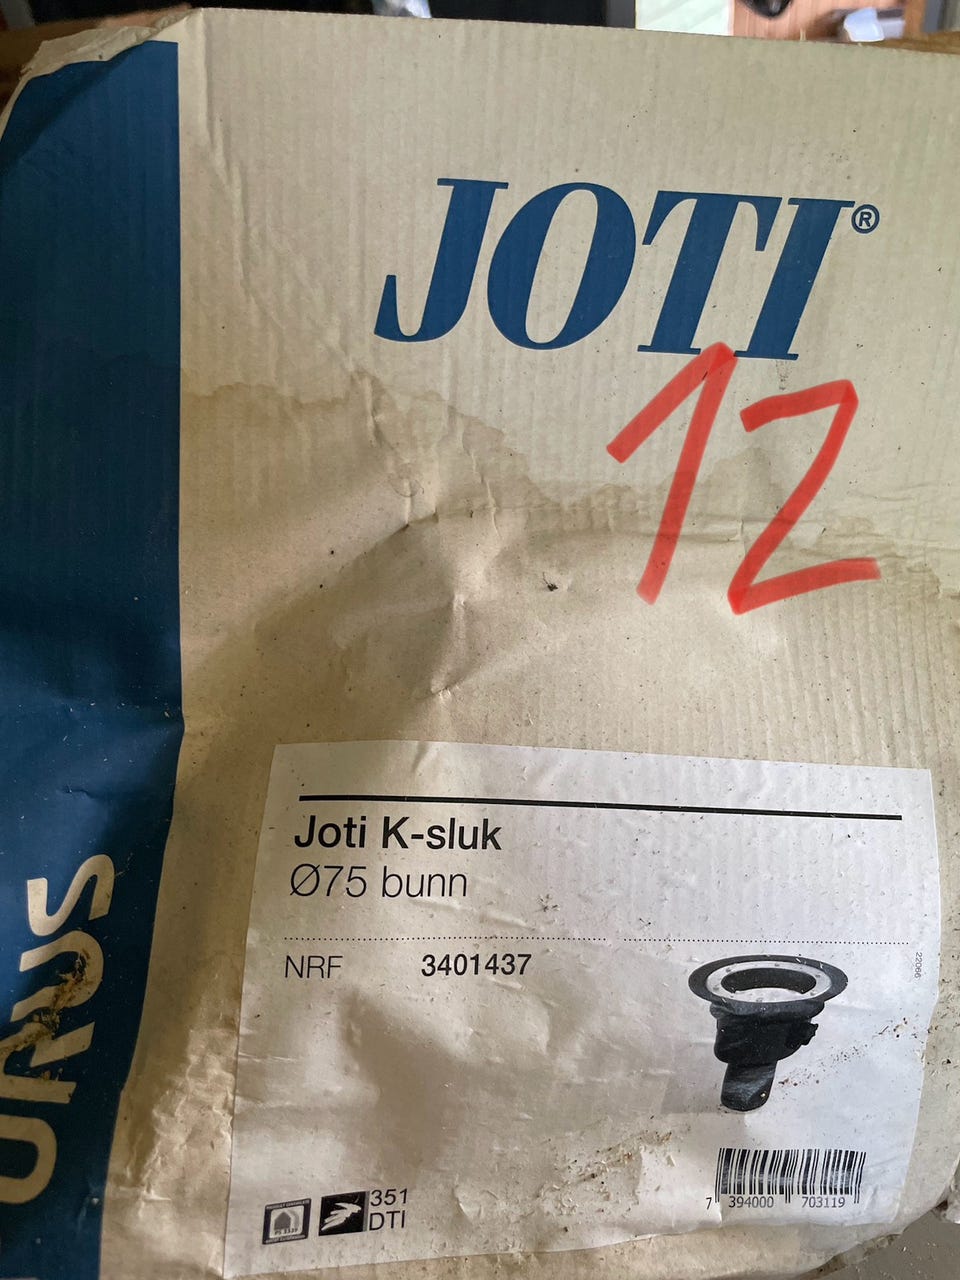 JOTI®
12
Joti K-sluk
Ø75 bunn
NRF 3401437
22066
351
DTI
7 394000 703119